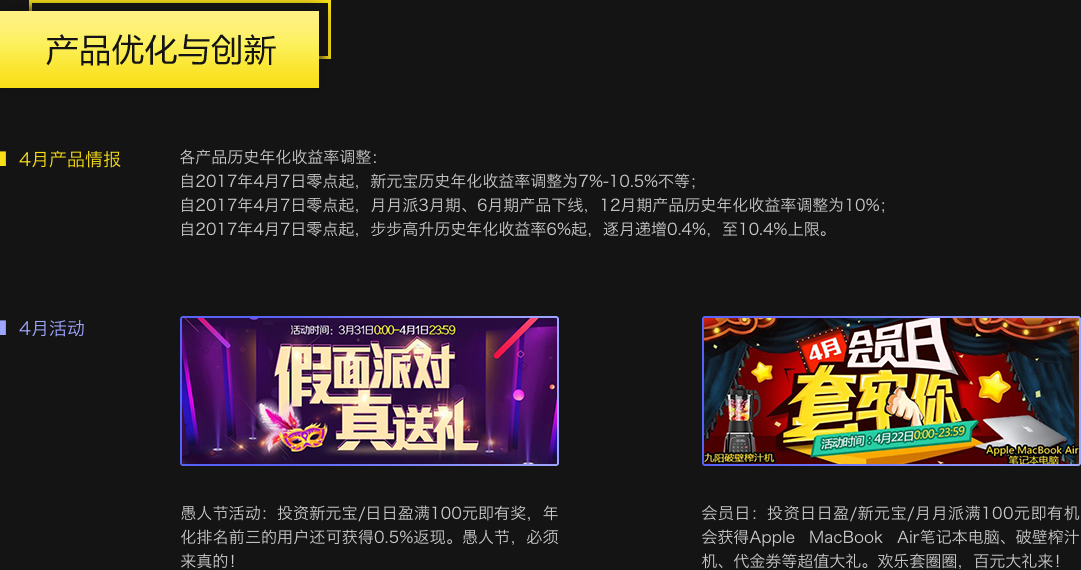 产品优化与创新
4月产品情报
各产品历史年化收益率调整：
自2017年4月7日零点起，新元宝历史年化收益率调整为7%-10.5%不等；
自2017年4月7日零点起，月月派3月期、6月期产品下线，12月期产品历史年化收益率调整为10%；
自2017年4月7日零点起，步步高升历史年化收益率6%起，逐月递增0.4%，至10.4%上限。
4月活动
活动时间：3月31日0:00-4月1日23:59
假面派对
真送礼
愚人节活动：投资新元宝/日日盈满100元即有奖，年
化排名前三的用户还可获得0.5%返现。愚人节，必须
来真的！
4月会员日
套牢你
活动时间：4月22日0:00-23:59
九阳破壁榨汁机
Apple MacBook Air
笔记本电脑
会员日：投资日日盈/新元宝/月月派满100元即有机
会获得Apple MacBook Air笔记本电脑、破壁榨汁
机、代金券等超值大礼。欢乐套圈圈，百元大礼来！